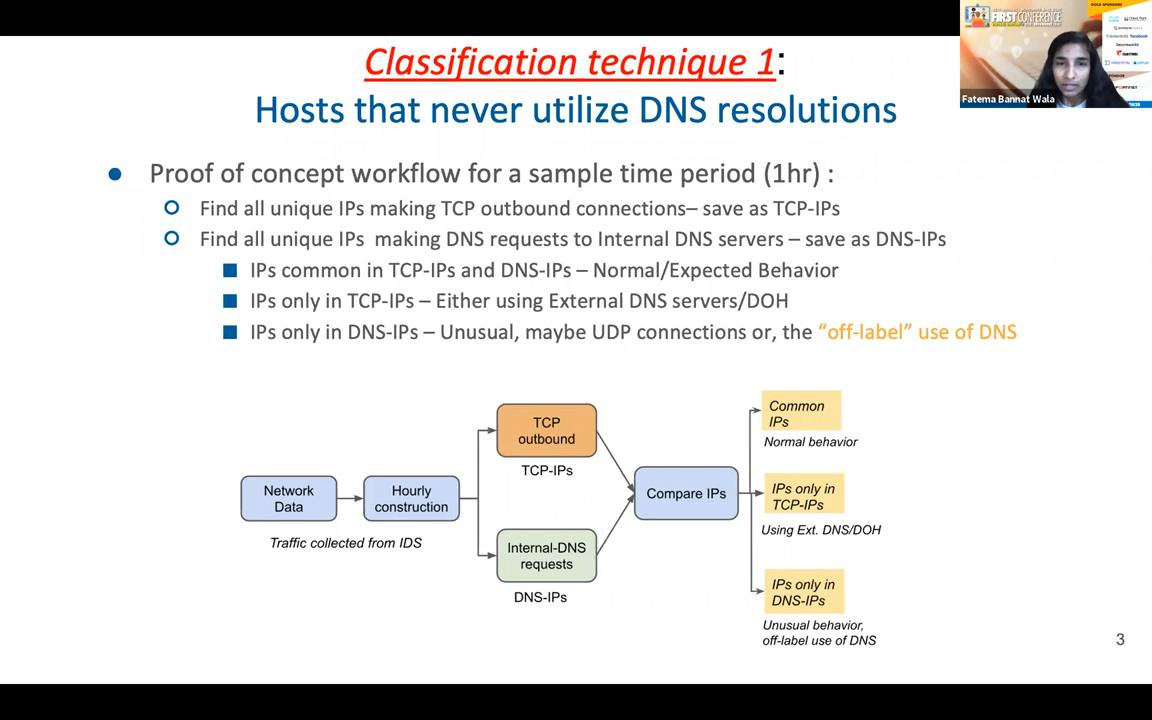 Classification technique 1:
Hosts that never utilize DNS resolutions
Proof of concept workflow for a sample time period (1hr) :
Find all unique IPs making TCP outbound connections– save as TCP-IPs
Find all unique IPs making DNS requests to Internal DNS servers – save as DNS-IPs
IPs common in TCP-IPs and DNS-IPs – Normal/Expected Behavior
IPs only in TCP-IPs – Either using External DNS servers/DOH
IPs only in DNS-IPs – Unusual, maybe UDP connections or, the “off-label” use of DNS
Network
Data
Hourly
construction
Traffic collected from IDS
TCP
outbound
TCP-IPs
Internal-DNS
requests
DNS-IPs
Compare IPs
Common
IPs
Normal behavior
IPs only in
TCP-IPs
Using Ext. DNS/DOH
IPs only in
DNS-IPs
Unusual behavior,
off-label use of DNS
3
FIRST CONFERENCE
GOLD SPONSORS
Check Point
facebook
Secureworks
Fatema Bannat Wala